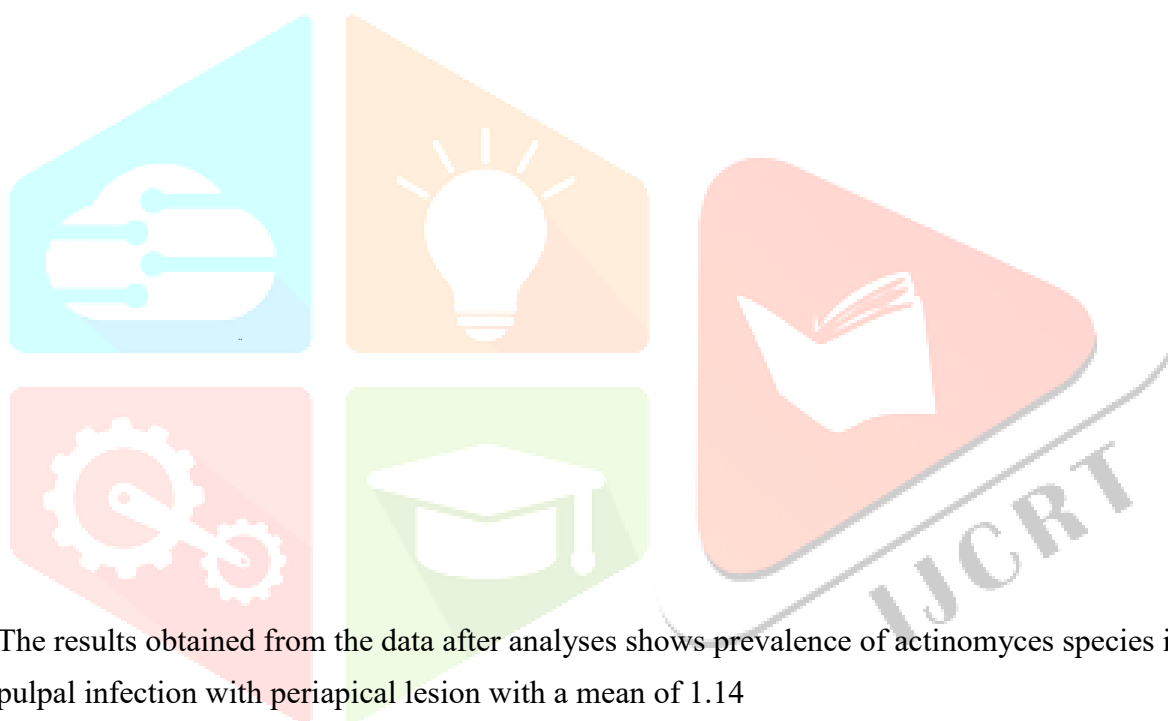 IJCRT
The results obtained from the data after analyses shows prevalence of actinomyces species
pulpal infection with periapical lesion with a mean of 1.14